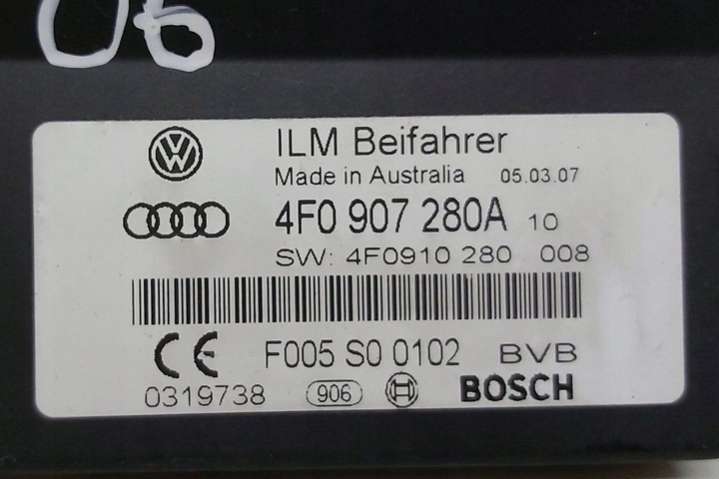 06
ILM Beifahrer
Made in Australia 05.03.07
4F0 907 280A 10
SW: 4F0910 280 008
CE F005 S0 0102 BVB
0319738 906 BOSCH